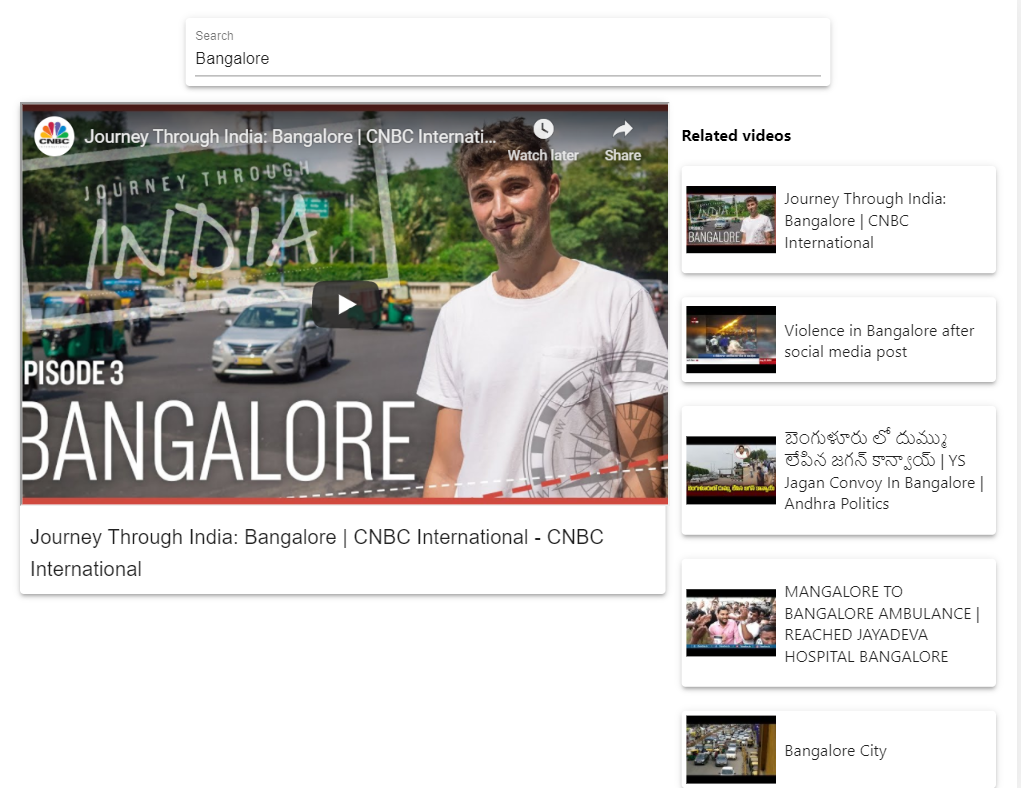 Search
Bangalore
CNBC
Journey Through India: Bangalore | CNBC Internati...
Watch later
Share
JOURNEY THROUGH
INDIA
PISODE 3
BANGALORE
Journey Through India: Bangalore | CNBC International - CNBC
International
Related videos
INDIA
BANGALORE
Journey Through India:
Bangalore | CNBC
International
Violence in Bangalore after
social media post
బెంగుళూరు లో దుమ్ము
లేపిన జగన్ కాన్వాయ్ | YS
Jagan Convoy In Bangalore |
Andhra Politics
MANGALORE TO
BANGALORE AMBULANCE |
REACHED JAYADEVA
HOSPITAL BANGALORE
Bangalore City